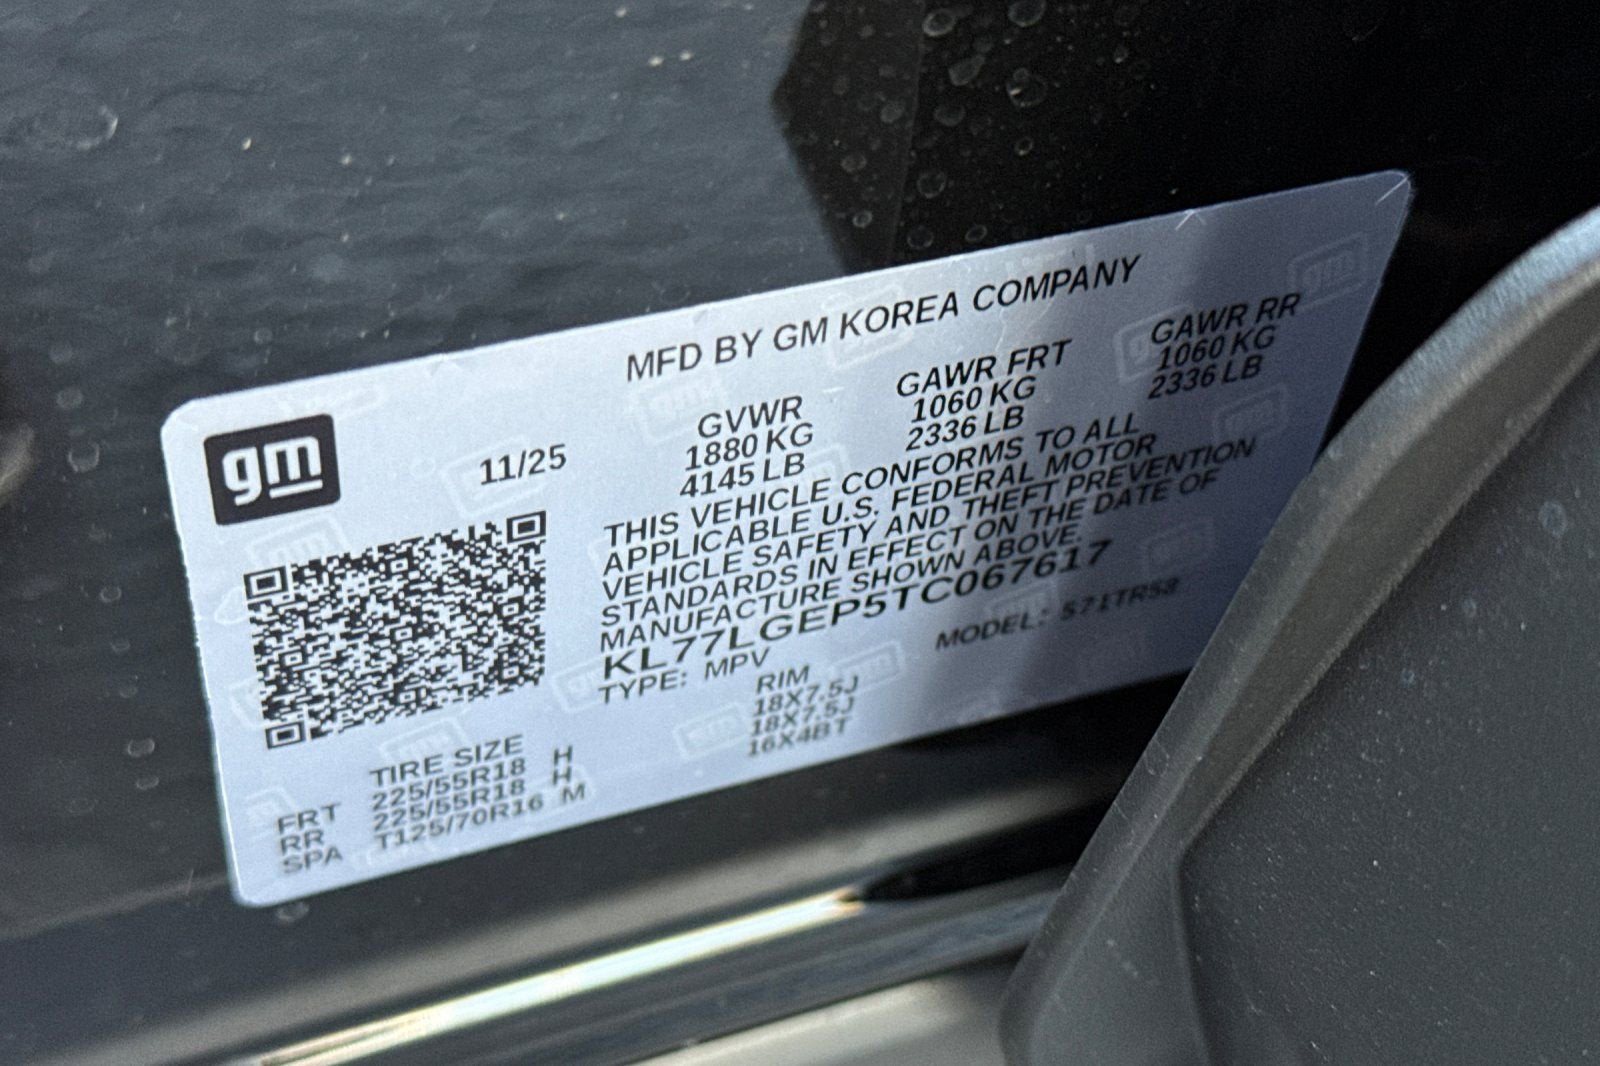 MFD BY GM KOREA COMPANY
gm
11/25
GVWR GAWR FRT GAWR RR
1880 KG 1060 KG 1060 KG
4145 LB 2336 LB 2336 LB
THIS VEHICLE CONFORMS TO ALL
APPLICABLE U.S. FEDERAL MOTOR
VEHICLE SAFETY AND THEFT PREVENTION
STANDARDS IN EFFECT ON THE DATE OF
MANUFACTURE SHOWN ABOVE.
KL77LGEP5TC067617
TYPE: MPV MODEL:
TIRE SIZE RIM
FRT 225/55R18 H 18X7.5J
RR 225/55R18 H 18X7.5J
SPA T125/70R16 M 16X4BT